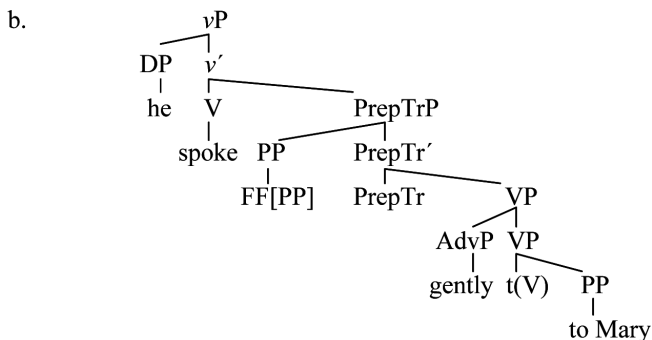 b.
vP
DP v´
he V PrepTrP
spoke PP PrepTr´
FF[PP] PrepTr VP
AdvP VP
gently t(V) PP
to Mary